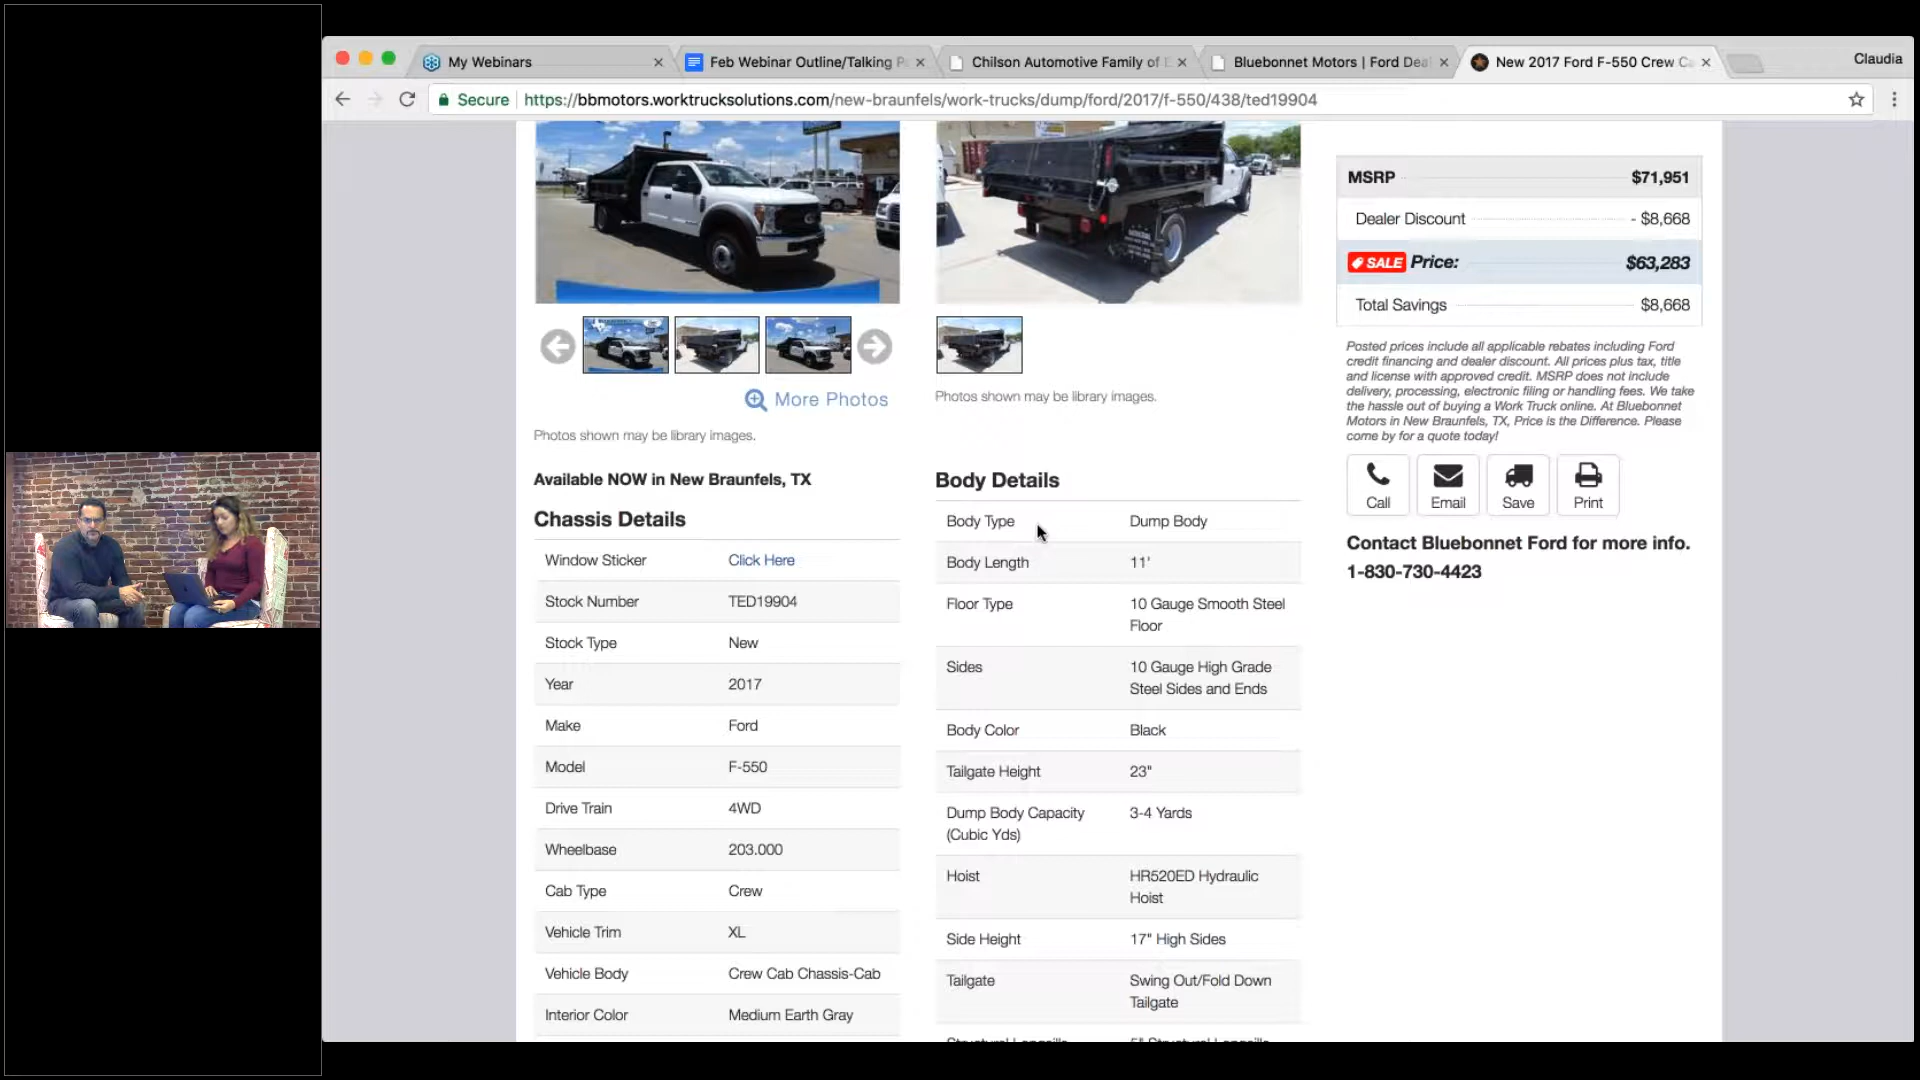 My Webinars
Feb Webinar Outline/Talking P
Chilson Automotive Family of
Bluebonnet Motors | Ford Dea
New 2017 Ford F-550 Crew C
Claudia
Secure
https://bbmotors.worktrucksolutions.com/new-braunfels/work-trucks/dump/ford/2017/f-550/438/ted19904
More Photos
Photos shown may be library images.
Available NOW in New Braunfels, TX
Chassis Details
Window Sticker Click Here
Stock Number TED19904
Stock Type New
Year 2017
Make Ford
Model F-550
Drive Train 4WD
Wheelbase 203.000
Cab Type Crew
Vehicle Trim XL
Vehicle Body Crew Cab Chassis-Cab
Interior Color Medium Earth Gray
Photos shown may be library images.
Body Details
Body Type Dump Body
Body Length 11'
Floor Type 10 Gauge Smooth Steel
Floor
Sides 10 Gauge High Grade
Steel Sides and Ends
Body Color Black
Tailgate Height 23"
Dump Body Capacity 3-4 Yards
(Cubic Yds)
Hoist HR520ED Hydraulic
Hoist
Side Height 17" High Sides
Tailgate Swing Out/Fold Down
Tailgate
MSRP $71,951
Dealer Discount - $8,668
SALE Price: $63,283
Total Savings $8,668
Posted prices include all applicable rebates including Ford
credit financing and dealer discount. All prices plus tax, title
and license with approved credit. MSRP does not include
delivery, processing, electronic filing or handling fees. We take
the hassle out of buying a Work Truck online. At Bluebonnet
Motors in New Braunfels, TX, Price is the Difference. Please
come by for a quote today!
Call Email Save Print
Contact Bluebonnet Ford for more info.
1-830-730-4423